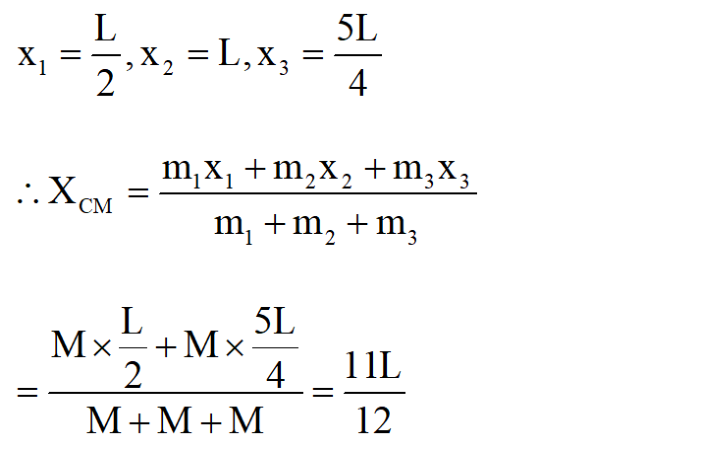 x₁ = L/2, x₂ = L, x₃ = 5L/4
∴ X_CM = (m₁x₁ + m₂x₂ + m₃x₃)/(m₁ + m₂ + m₃)
= (M × L/2 + M × 5L/4)/(M + M + M) = 11L/12